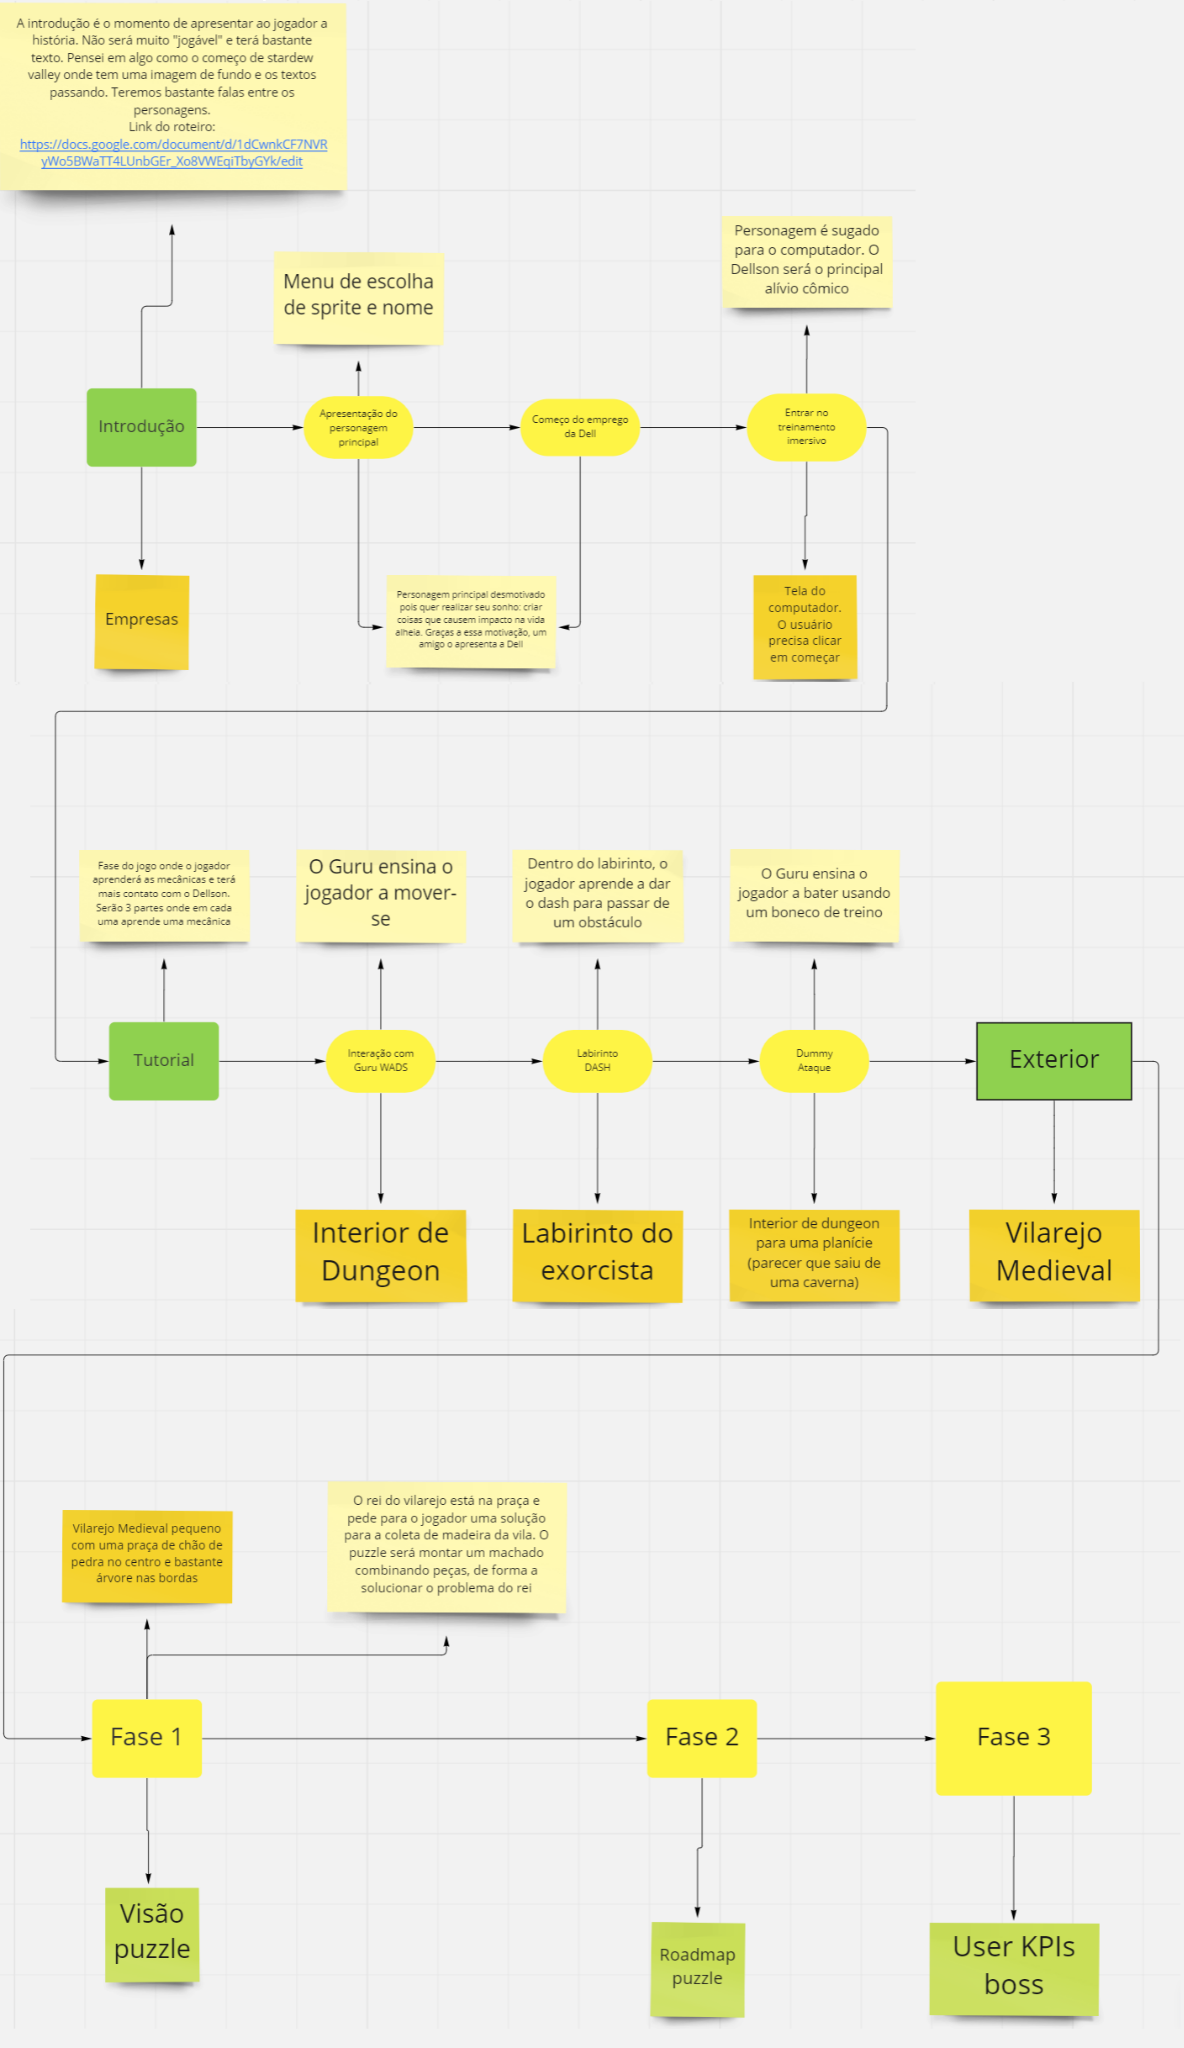 A introdução é o momento de apresentar ao jogador a
história. Não será muito "jogável" e terá bastante
texto. Pensei em algo como o começo de stardew
valley onde tem uma imagem de fundo e os textos
passando. Teremos bastante falas entre os
personagens.
Link do roteiro:
https://docs.google.com/document/d/1dCwnkCF7NVR
yWo5BWaTT4LUnbGEr_Xo8VWEqiTbyGYk/edit
Personagem é sugado
para o computador. O
Dellson será o principal
alívio cômico
Menu de escolha
de sprite e nome
Introdução
Apresentação do
personagem
principal
Começo do emprego
da Dell
Entrar no
treinamento
imersivo
Empresas
Personagem principal desmotivado
pois quer realizar seu sonho: criar
coisas que causem impacto na vida
alheia. Graças a essa motivação, um
amigo o apresenta a Dell
Tela do
computador.
O usuário
precisa clicar
em começar
Fase do jogo onde o jogador
aprenderá as mecânicas e terá
mais contato com o Dellson.
Serão 3 partes onde em cada
uma aprende uma mecânica
O Guru ensina o
jogador a mover-
se
Dentro do labirinto, o
jogador aprende a dar
o dash para passar de
um obstáculo
O Guru ensina o
jogador a bater usando
um boneco de treino
Tutorial
Interação com
Guru WADS
Labirinto
DASH
Dummy
Ataque
Exterior
Interior de
Dungeon
Labirinto do
exorcista
Interior de dungeon
para uma planície
(parecer que saiu de
uma caverna)
Vilarejo
Medieval
Vilarejo Medieval pequeno
com uma praça de chão de
pedra no centro e bastante
árvore nas bordas
O rei do vilarejo está na praça e
pede para o jogador uma solução
para a coleta de madeira da vila. O
puzzle será montar um machado
combinando peças, de forma a
solucionar o problema do rei
Fase 1
Fase 2
Fase 3
Visão
puzzle
Roadmap
puzzle
User KPIs
boss